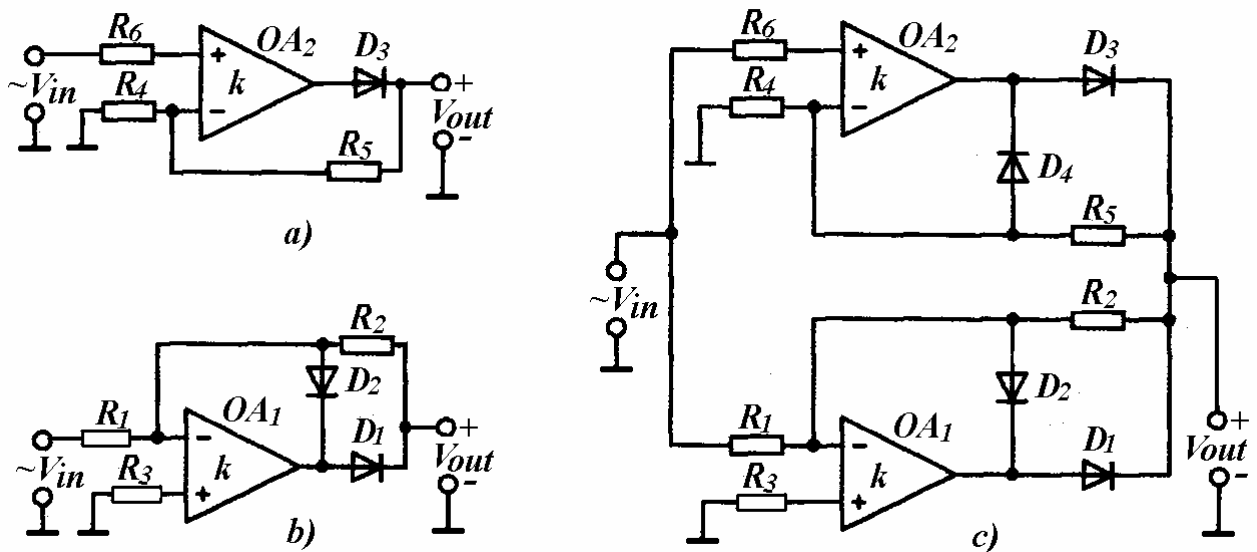 R6 OA2 D3
+
~Vin R4 k +
− Vout
R5 −
a)
R2
D2
R1 OA1 D1
− +
~Vin R3 k Vout
+ −
b)
R6 OA2 D3
+
R4 k
−
D4
R5
~Vin
R2
D2
R1 OA1 D1 +
− Vout
R3 k −
+
c)